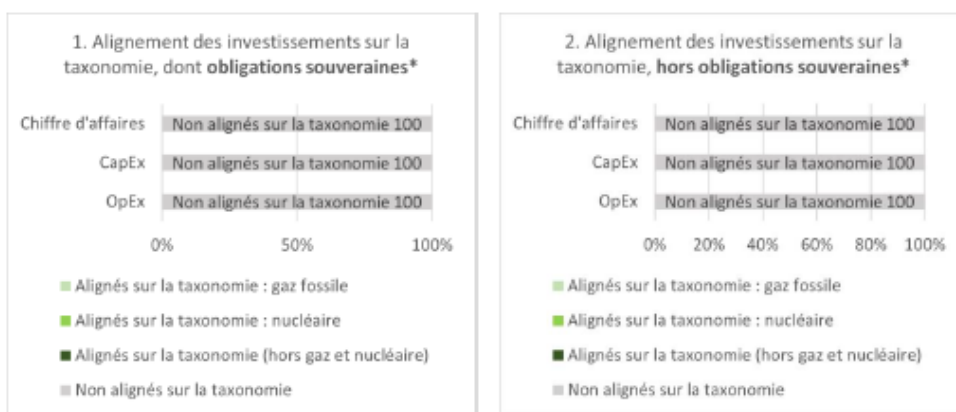 1. Alignement des investissements sur la
taxonomie, dont obligations souveraines*
Chiffre d'affaires
Non alignés sur la taxonomie 100
CapEx
Non alignés sur la taxonomie 100
OpEx
Non alignés sur la taxonomie 100
0% 50% 100%
Alignés sur la taxonomie : gaz fossile
Alignés sur la taxonomie : nucléaire
Alignés sur la taxonomie (hors gaz et nucléaire)
Non alignés sur la taxonomie
2. Alignement des investissements sur la
taxonomie, hors obligations souveraines*
Chiffre d'affaires
Non alignés sur la taxonomie 100
CapEx
Non alignés sur la taxonomie 100
OpEx
Non alignés sur la taxonomie 100
0% 20% 40% 60% 80% 100%
Alignés sur la taxonomie : gaz fossile
Alignés sur la taxonomie : nucléaire
Alignés sur la taxonomie (hors gaz et nucléaire)
Non alignés sur la taxonomie